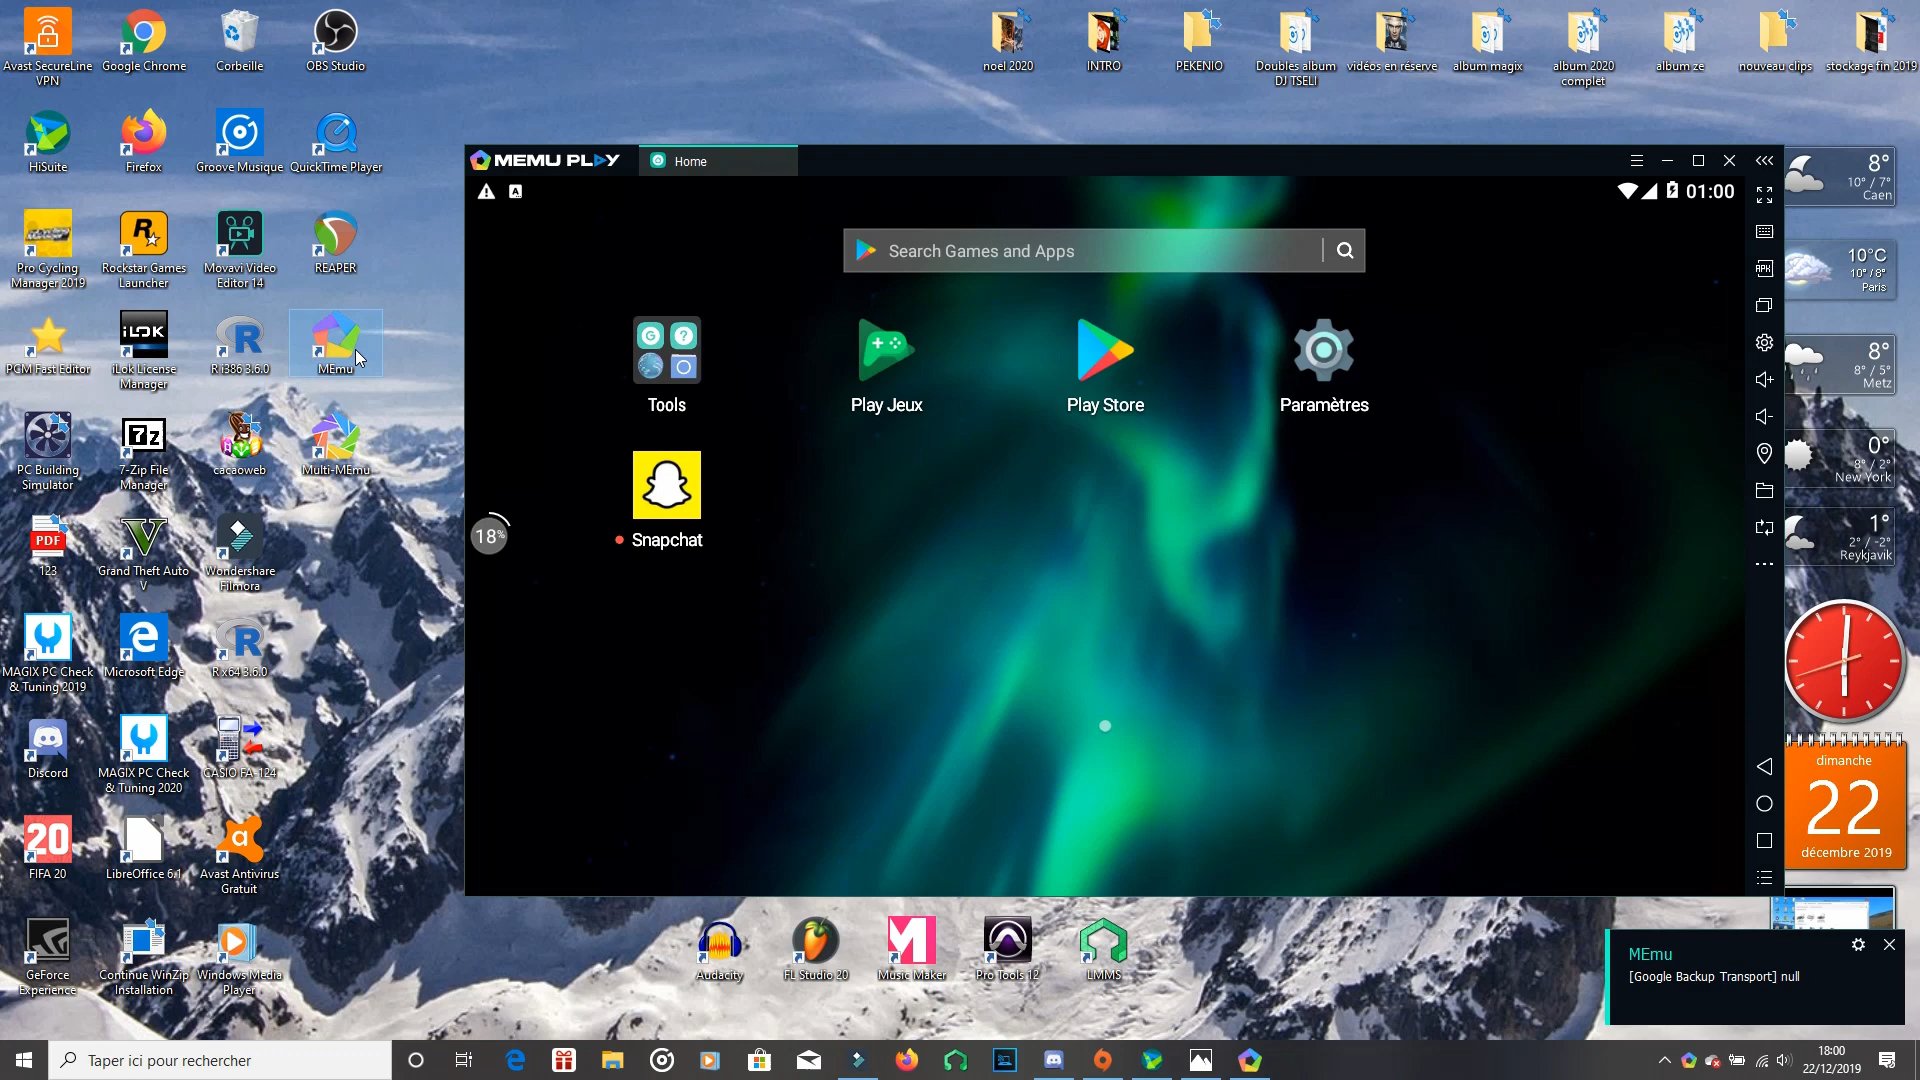 Avast SecureLine
VPN
Google Chrome
Corbeille
OBS Studio
noel 2020
INTRO
PEKENIO
Doubles album
DJ TSELI
vidéos en réserve
album magix
album 2020
complet
album ze
nouveau clips
stockage fin 2019
HiSuite
Firefox
Groove Musique
QuickTime Player
Pro Cycling
Manager 2019
Rockstar Games
Launcher
Movavi Video
Editor 14
REAPER
PCM Fast Editor
iLOK
iLok License
Manager
R i386 3.6.0
MEmu
PC Building
Simulator
7z
7-Zip File
Manager
cacaoweb
Multi-MEmu
PDF
123
Grand Theft Auto
V
Wondershare
Filmora
MAGIX PC Check
& Tuning 2019
Microsoft Edge
R x64 3.6.0
Discord
MAGIX PC Check
& Tuning 2020
CASIO FA-124
20
FIFA 20
LibreOffice 6.1
Avast Antivirus
Gratuit
GeForce
Experience
Continue WinZip
Installation
Windows Media
Player
MEMU PLAY
Home
01:00
Search Games and Apps
Tools
Play Jeux
Play Store
Paramètres
18%
Snapchat
APK
8°
10° / 7°
Caen
10°C
10° / 8°
Paris
8°
8° / 5°
Metz
0°
8° / 2°
New York
1°
2° / -2°
Reykjavik
dimanche
22
décembre 2019
Audacity
FL Studio 20
Music Maker
Pro Tools 12
LMMS
MEmu
[Google Backup Transport] null
Taper ici pour rechercher
18:00
22/12/2019